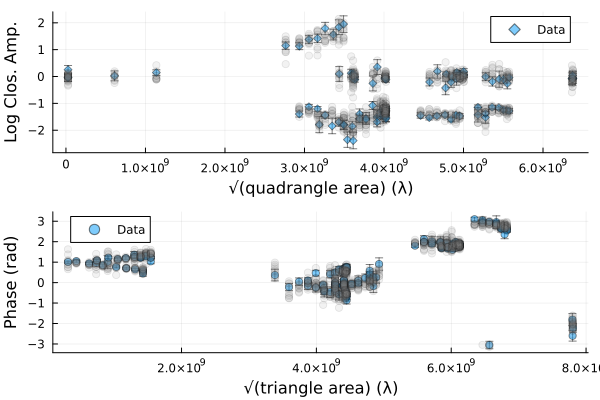 Log Clos. Amp.
2
1
0
−1
−2
Data
0 1.0×10⁹ 2.0×10⁹ 3.0×10⁹ 4.0×10⁹ 5.0×10⁹ 6.0×10⁹
√(quadrangle area) (λ)
Phase (rad)
3
2
1
0
−1
−2
−3
Data
2.0×10⁹ 4.0×10⁹ 6.0×10⁹ 8.0×1
√(triangle area) (λ)